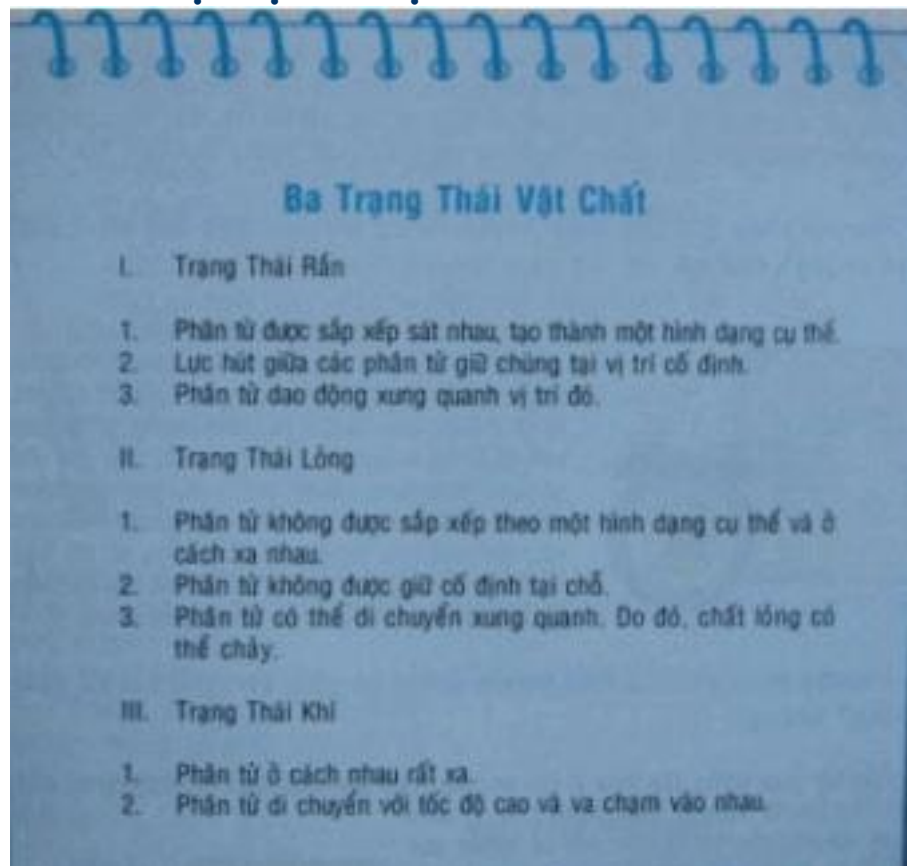 Ba Trạng Thái Vật Chất
I. Trạng Thái Rắn
1. Phân tử được sắp xếp sát nhau, tạo thành một hình dạng cụ thể.
2. Lực hút giữa các phân tử giữ chúng tại vị trí cố định.
3. Phân tử dao động xung quanh vị trí đó.
II. Trạng Thái Lỏng
1. Phân tử không được sắp xếp theo một hình dạng cụ thể và ở
cách xa nhau.
2. Phân tử không được giữ cố định tại chỗ.
3. Phân tử có thể di chuyển xung quanh. Do đó, chất lỏng có
thể chảy.
III. Trạng Thái Khí
1. Phân tử ở cách nhau rất xa.
2. Phân tử di chuyển với tốc độ cao và va chạm vào nhau.